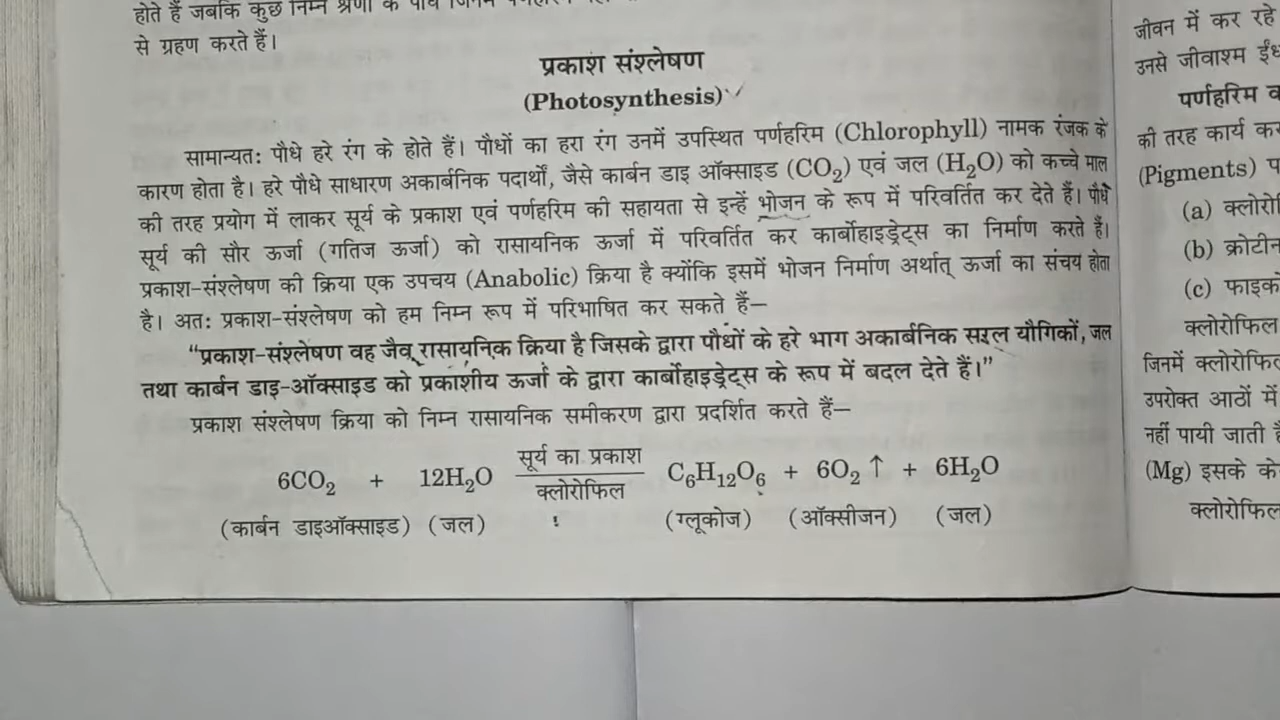 होते हैं जबकि कुछ निम्न श्रेणी के पौधे जिनमें
से ग्रहण करते हैं।
प्रकाश संश्लेषण
(Photosynthesis)
सामान्यतः पौधे हरे रंग के होते हैं। पौधों का हरा रंग उनमें उपस्थित पर्णहरिम (Chlorophyll) नामक रंजक के
कारण होता है। हरे पौधे साधारण अकार्बनिक पदार्थों, जैसे कार्बन डाइ ऑक्साइड (CO₂) एवं जल (H₂O) को कच्चे माल
की तरह प्रयोग में लाकर सूर्य के प्रकाश एवं पर्णहरिम की सहायता से इन्हें भोजन के रूप में परिवर्तित कर देते हैं। पौधे
सूर्य की सौर ऊर्जा (गतिज ऊर्जा) को रासायनिक ऊर्जा में परिवर्तित कर कार्बोहाइड्रेट्स का निर्माण करते हैं।
प्रकाश-संश्लेषण की क्रिया एक उपचय (Anabolic) क्रिया है क्योंकि इसमें भोजन निर्माण अर्थात् ऊर्जा का संचय होता
है। अतः प्रकाश-संश्लेषण को हम निम्न रूप में परिभाषित कर सकते हैं–
“प्रकाश-संश्लेषण वह जैव रासायनिक क्रिया है जिसके द्वारा पौधों के हरे भाग अकार्बनिक सरल यौगिकों, जल
तथा कार्बन डाइ-ऑक्साइड को प्रकाशीय ऊर्जा के द्वारा कार्बोहाइड्रेट्स के रूप में बदल देते हैं।”
प्रकाश संश्लेषण क्रिया को निम्न रासायनिक समीकरण द्वारा प्रदर्शित करते हैं–
सूर्य का प्रकाश
6CO₂ + 12H₂O C₆H₁₂O₆ + 6O₂ ↑ + 6H₂O
क्लोरोफिल
(कार्बन डाइऑक्साइड) (जल) (ग्लूकोज) (ऑक्सीजन) (जल)
जीवन में कर रहे
उनसे जीवाश्म
पर्णहरिम
की तरह कार्य
(Pigments)
(a)
(b)
(c)
क्लोरोफिल
जिनमें
उपरोक्त आठों में
नहीं पायी जाती
(Mg) इसके